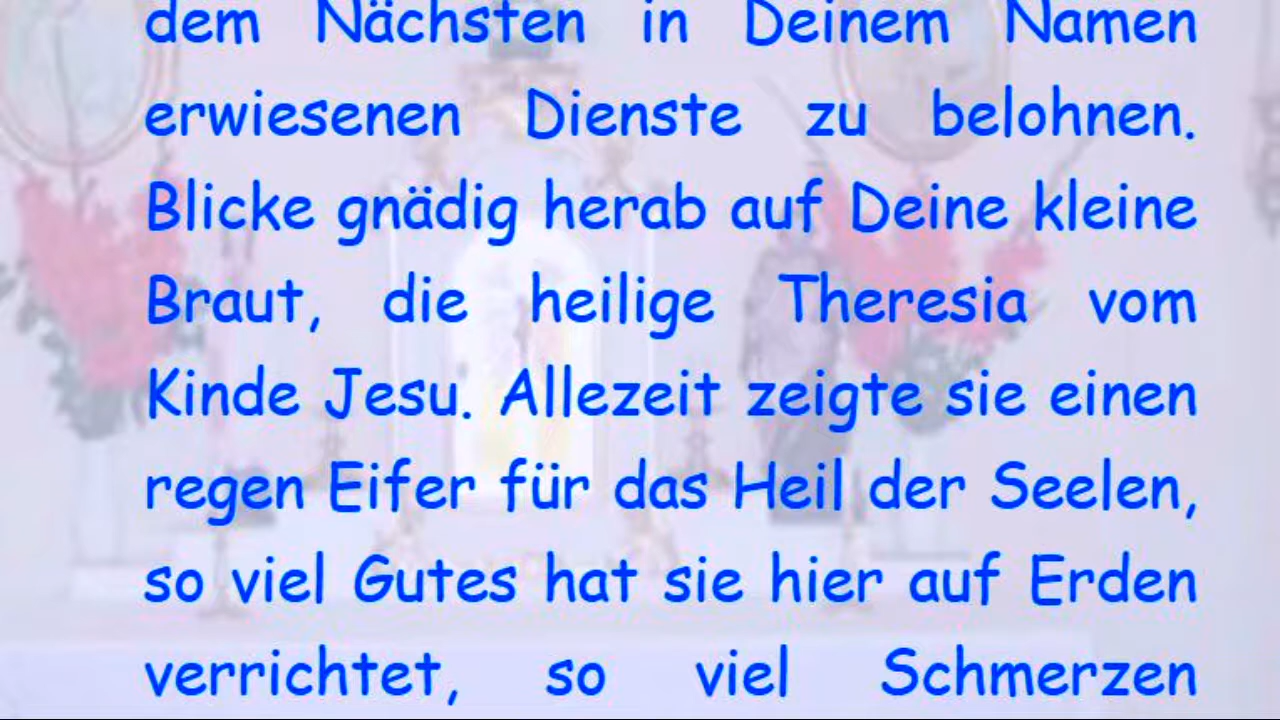 dem Nächsten in Deinem Namen
erwiesenen Dienste zu belohnen.
Blicke gnädig herab auf Deine kleine
Braut, die heilige Theresia vom
Kinde Jesu. Allezeit zeigte sie einen
regen Eifer für das Heil der Seelen,
so viel Gutes hat sie hier auf Erden
verrichtet, so viel Schmerzen